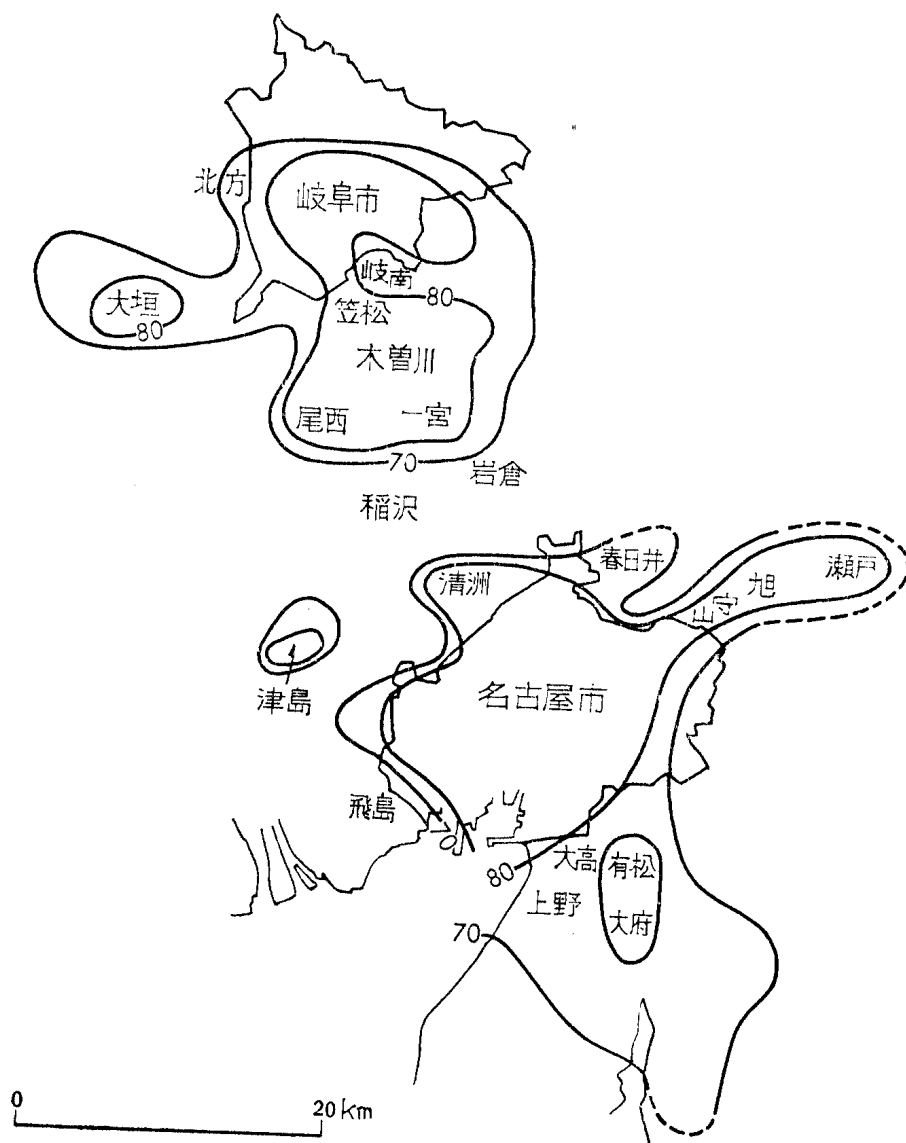 北方
岐阜市
岐南
大垣
80
80
笠松
木曽川
尾西
一宮
70
岩倉
稲沢
春日井
清洲
瀬戸
旭
守山
津島
名古屋市
飛島
大高
有松
80
上野
大府
70
0
20km